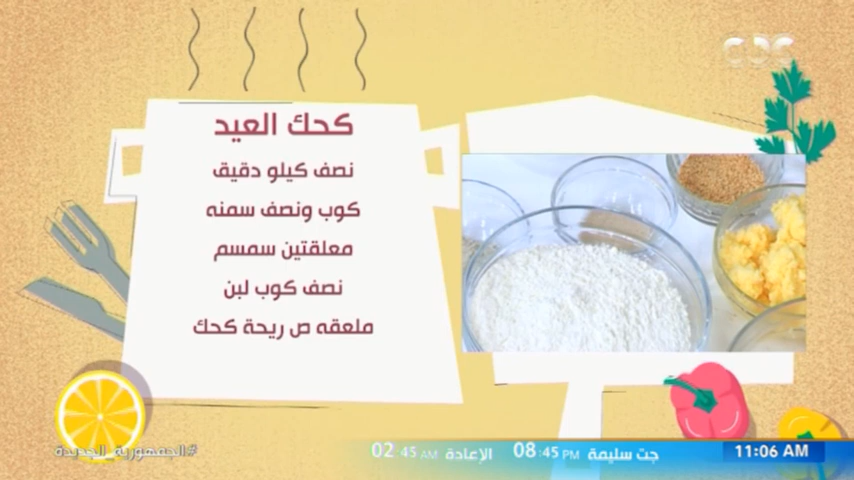 cbc
كحك العيد
نصف كيلو دقيق
كوب ونصف سمنه
معلقتين سمسم
نصف كوب لبن
ملعقه ص ريحة كحك
#الجمهورية_الجديدة
11:06 AM
جت سليمة 08:45 PM الإعادة 02:45 AM